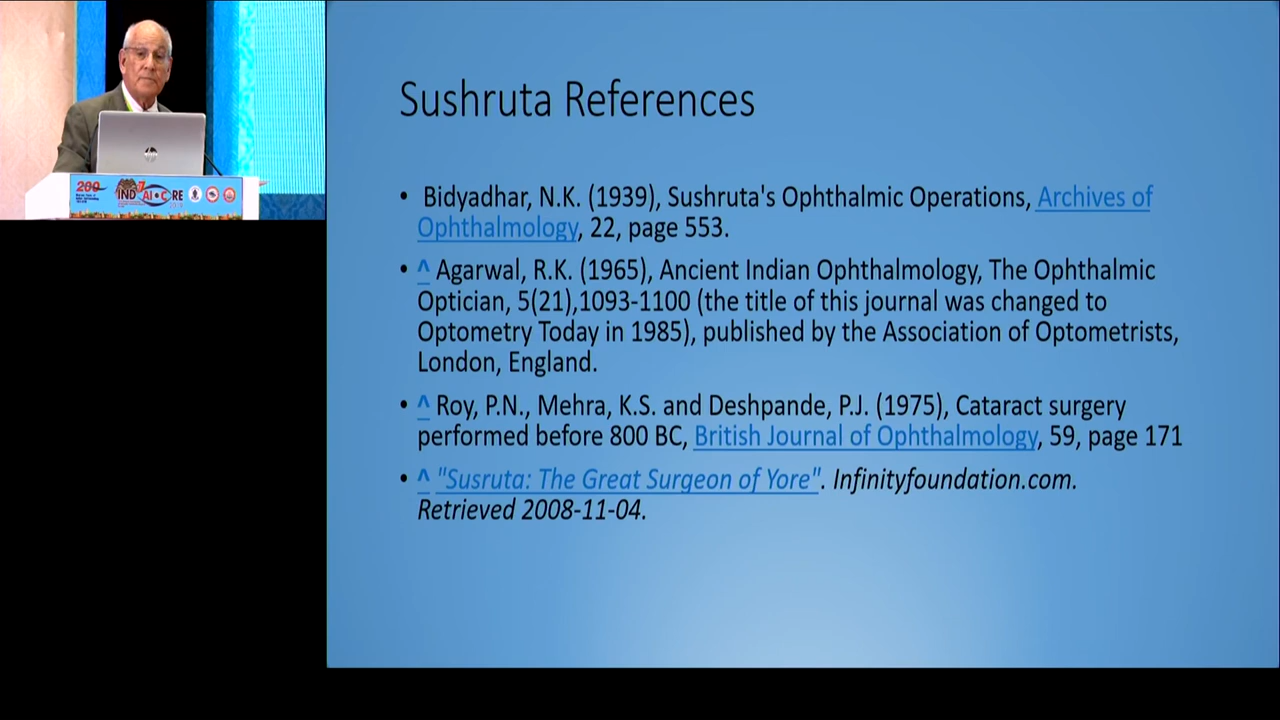 Sushruta References
• Bidyadhar, N.K. (1939), Sushruta's Ophthalmic Operations, Archives of
Ophthalmology, 22, page 553.
• ^ Agarwal, R.K. (1965), Ancient Indian Ophthalmology, The Ophthalmic
Optician, 5(21),1093-1100 (the title of this journal was changed to
Optometry Today in 1985), published by the Association of Optometrists,
London, England.
• ^ Roy, P.N., Mehra, K.S. and Deshpande, P.J. (1975), Cataract surgery
performed before 800 BC, British Journal of Ophthalmology, 59, page 171
• ^ "Susruta: The Great Surgeon of Yore". Infinityfoundation.com.
Retrieved 2008-11-04.
hp
200